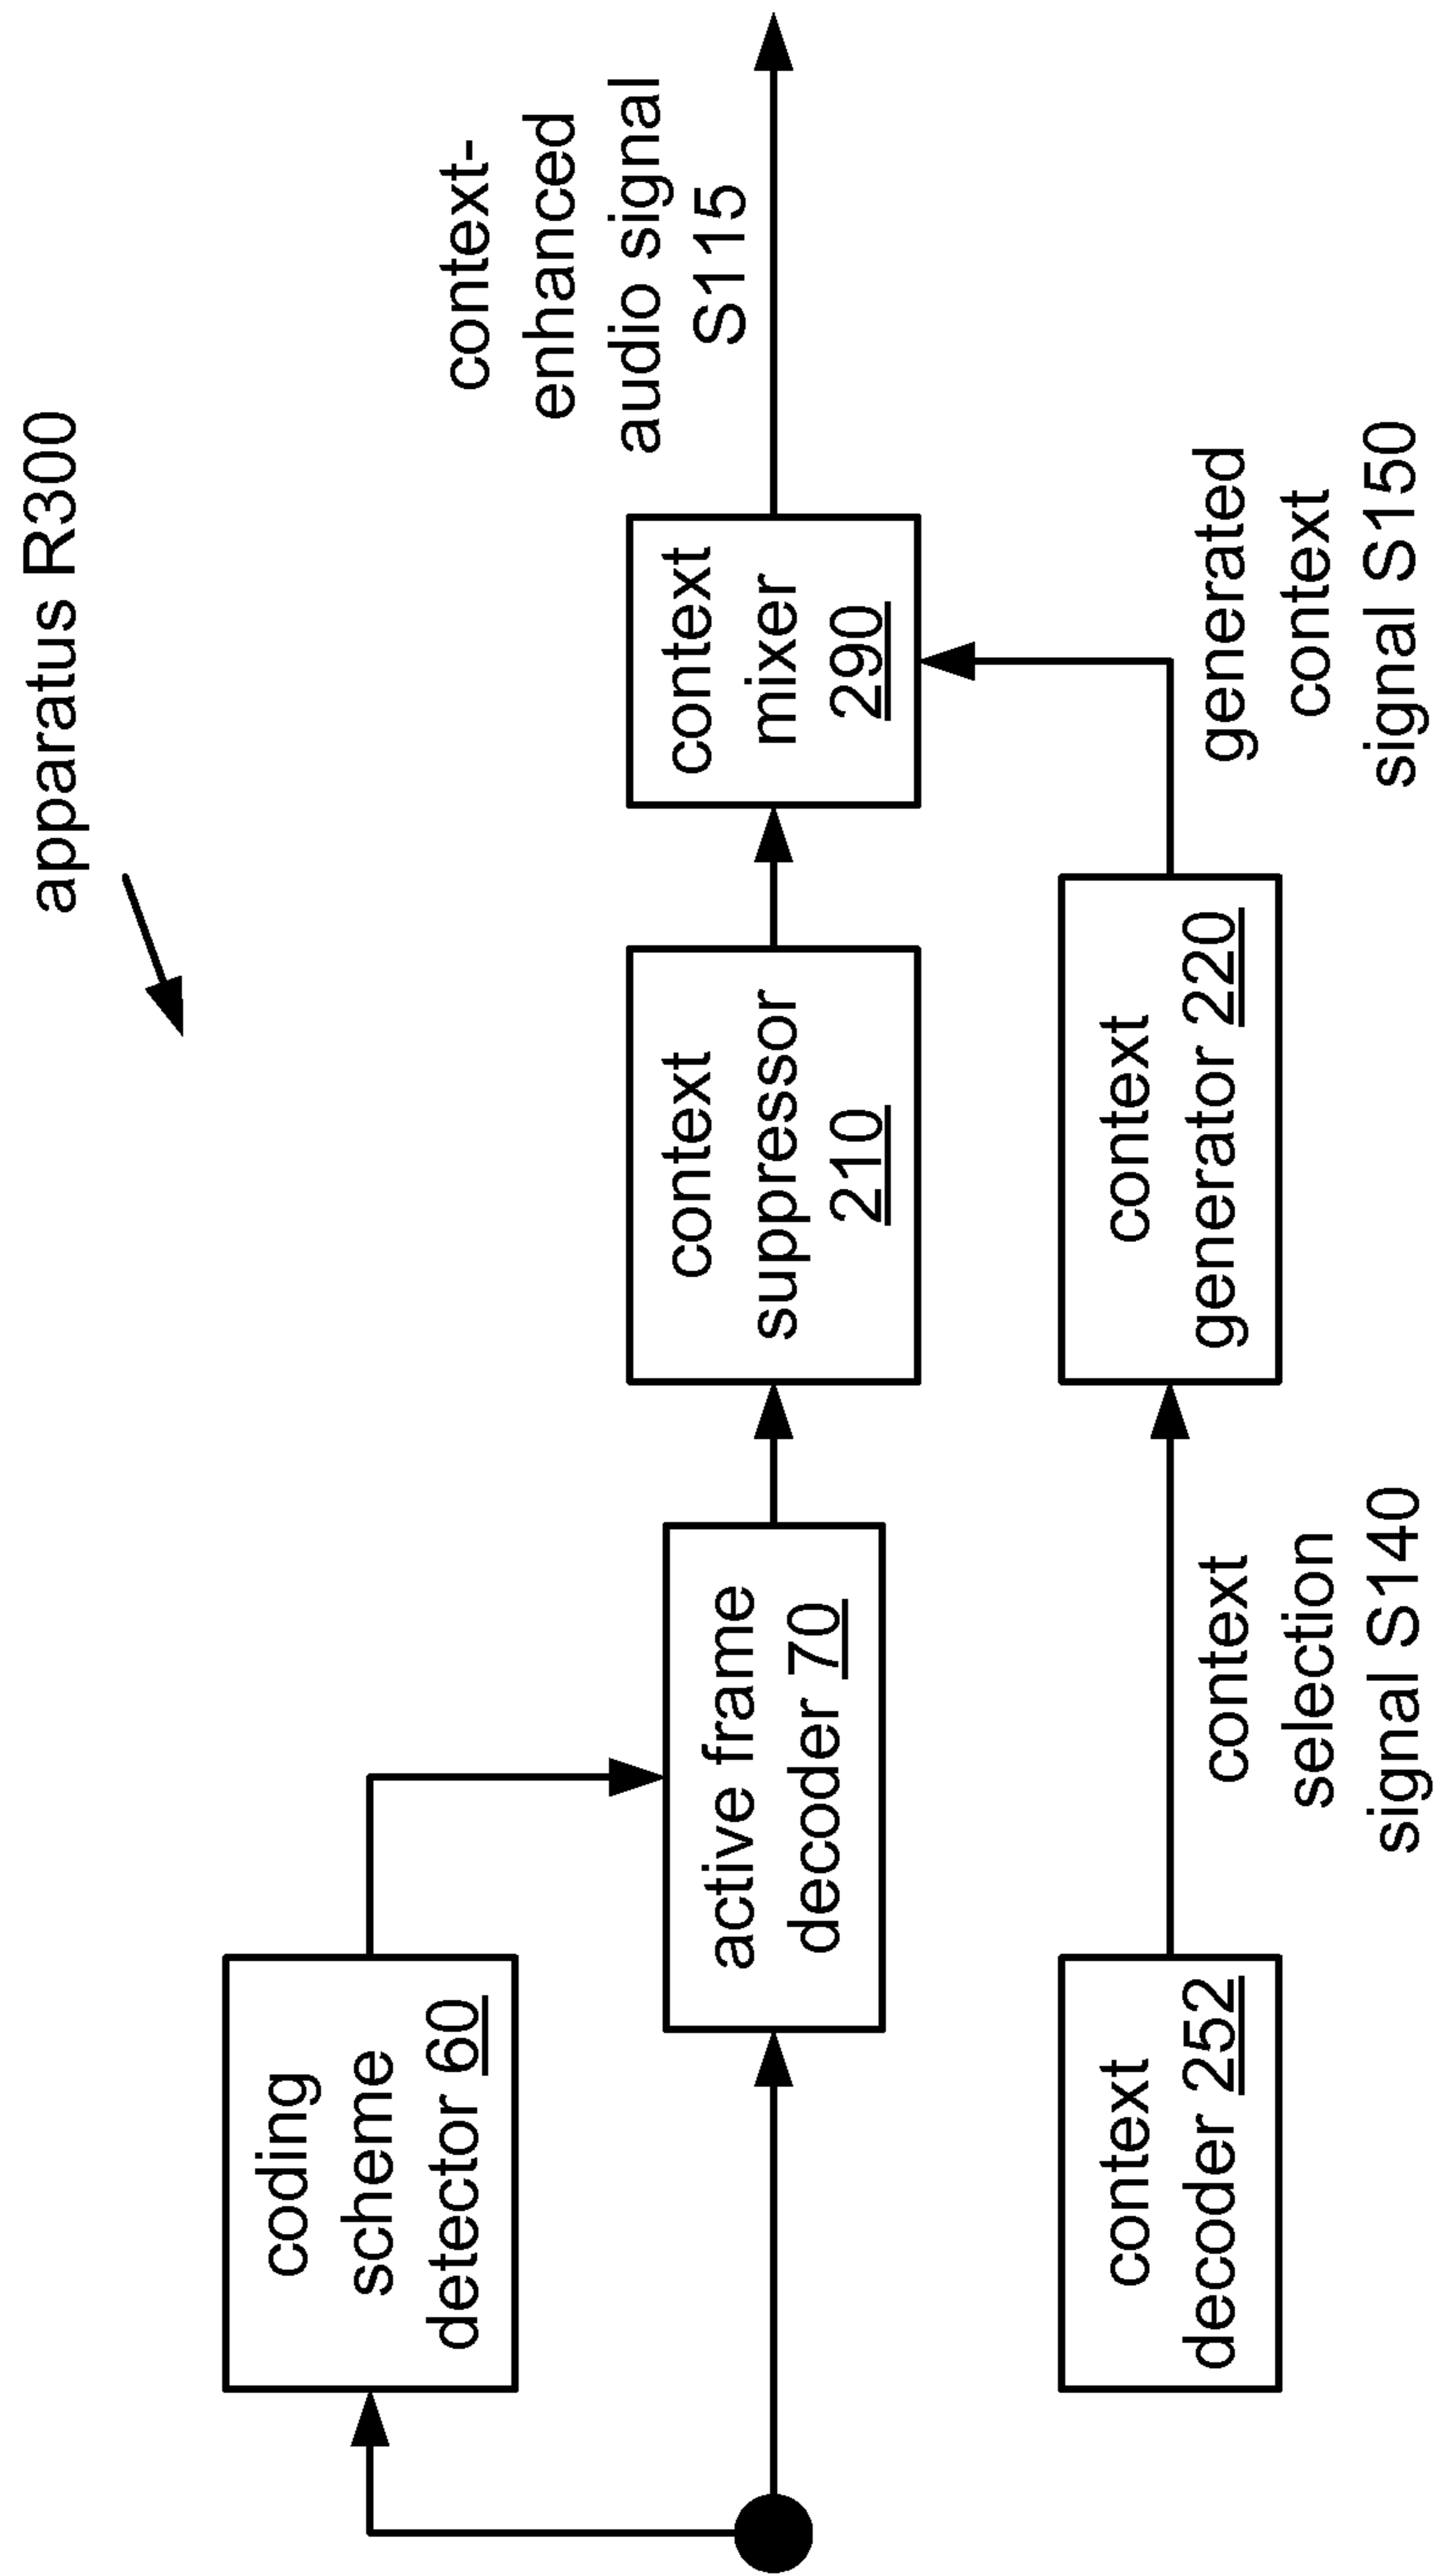 apparatus R300
coding
scheme
detector 60
active frame
decoder 70
context
suppressor
210
context
mixer
290
context-
enhanced
audio signal
S115
context
decoder 252
context
selection
signal S140
context
generator 220
generated
context
signal S150